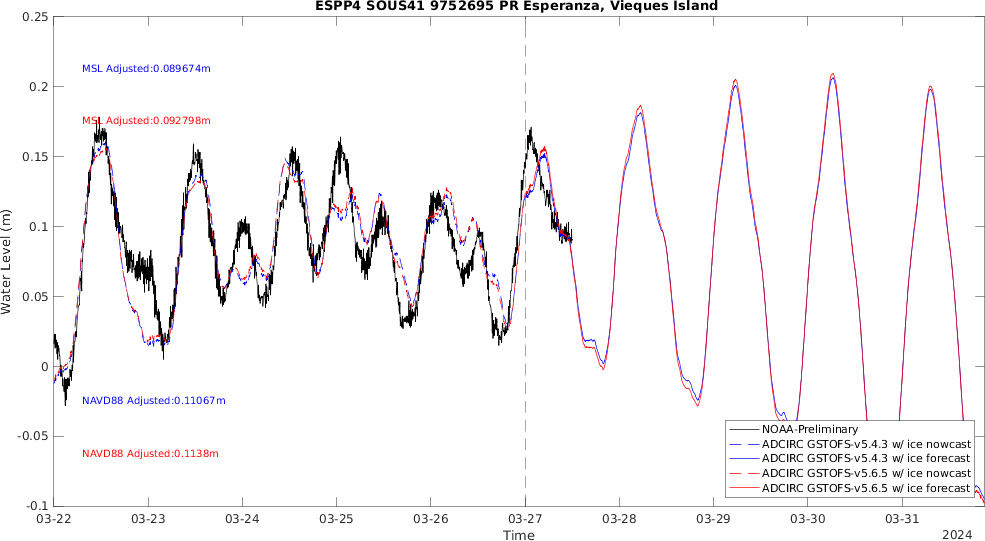 ESPP4 SOUS41 9752695 PR Esperanza, Vieques Island
0.25
0.2
0.15
0.1
0.05
0
-0.05
-0.1
Water Level (m)
MSL Adjusted:0.089674m
MSL Adjusted:0.092798m
NAVD88 Adjusted:0.11067m
NAVD88 Adjusted:0.1138m
NOAA-Preliminary
ADCIRC GSTOFS-v5.4.3 w/ ice nowcast
ADCIRC GSTOFS-v5.4.3 w/ ice forecast
ADCIRC GSTOFS-v5.6.5 w/ ice nowcast
ADCIRC GSTOFS-v5.6.5 w/ ice forecast
03-22 03-23 03-24 03-25 03-26 03-27 03-28 03-29 03-30 03-31
Time
2024